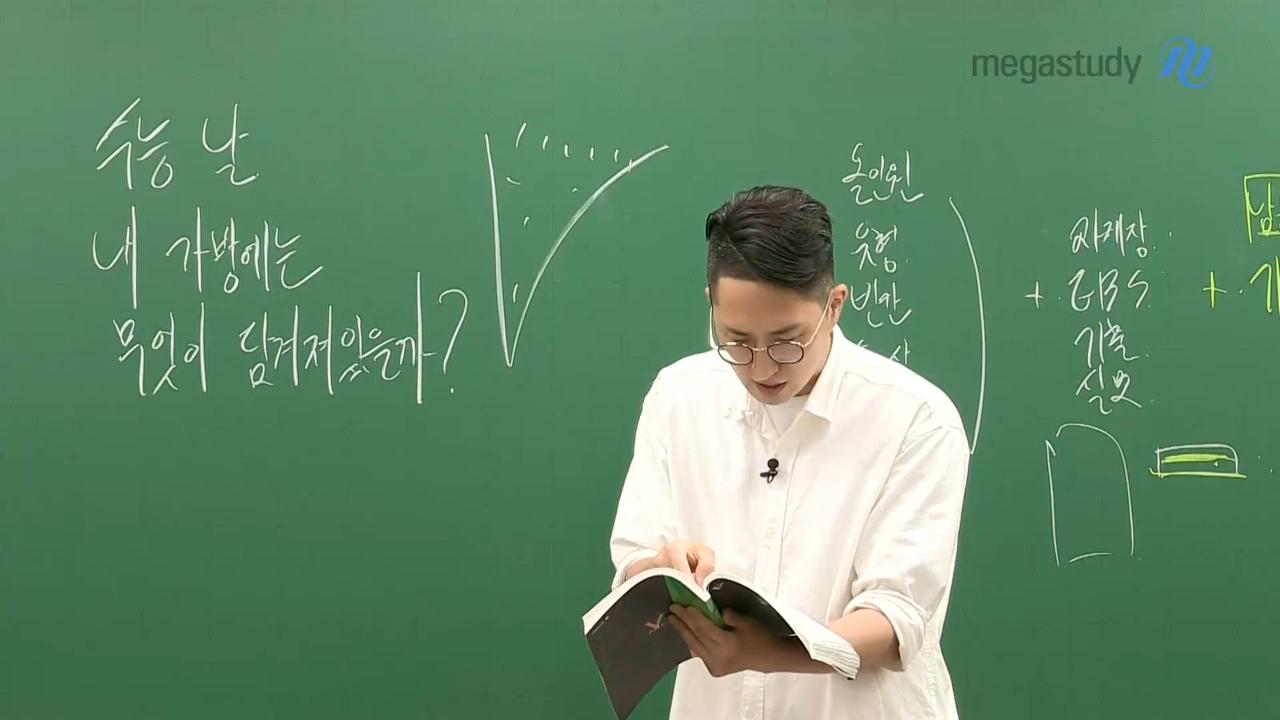 megastudy
수능 날
내 가방에는
무엇이 담겨져있을까?
올인원
유형
빈칸
+
과제장
EBS
기출
실모
+